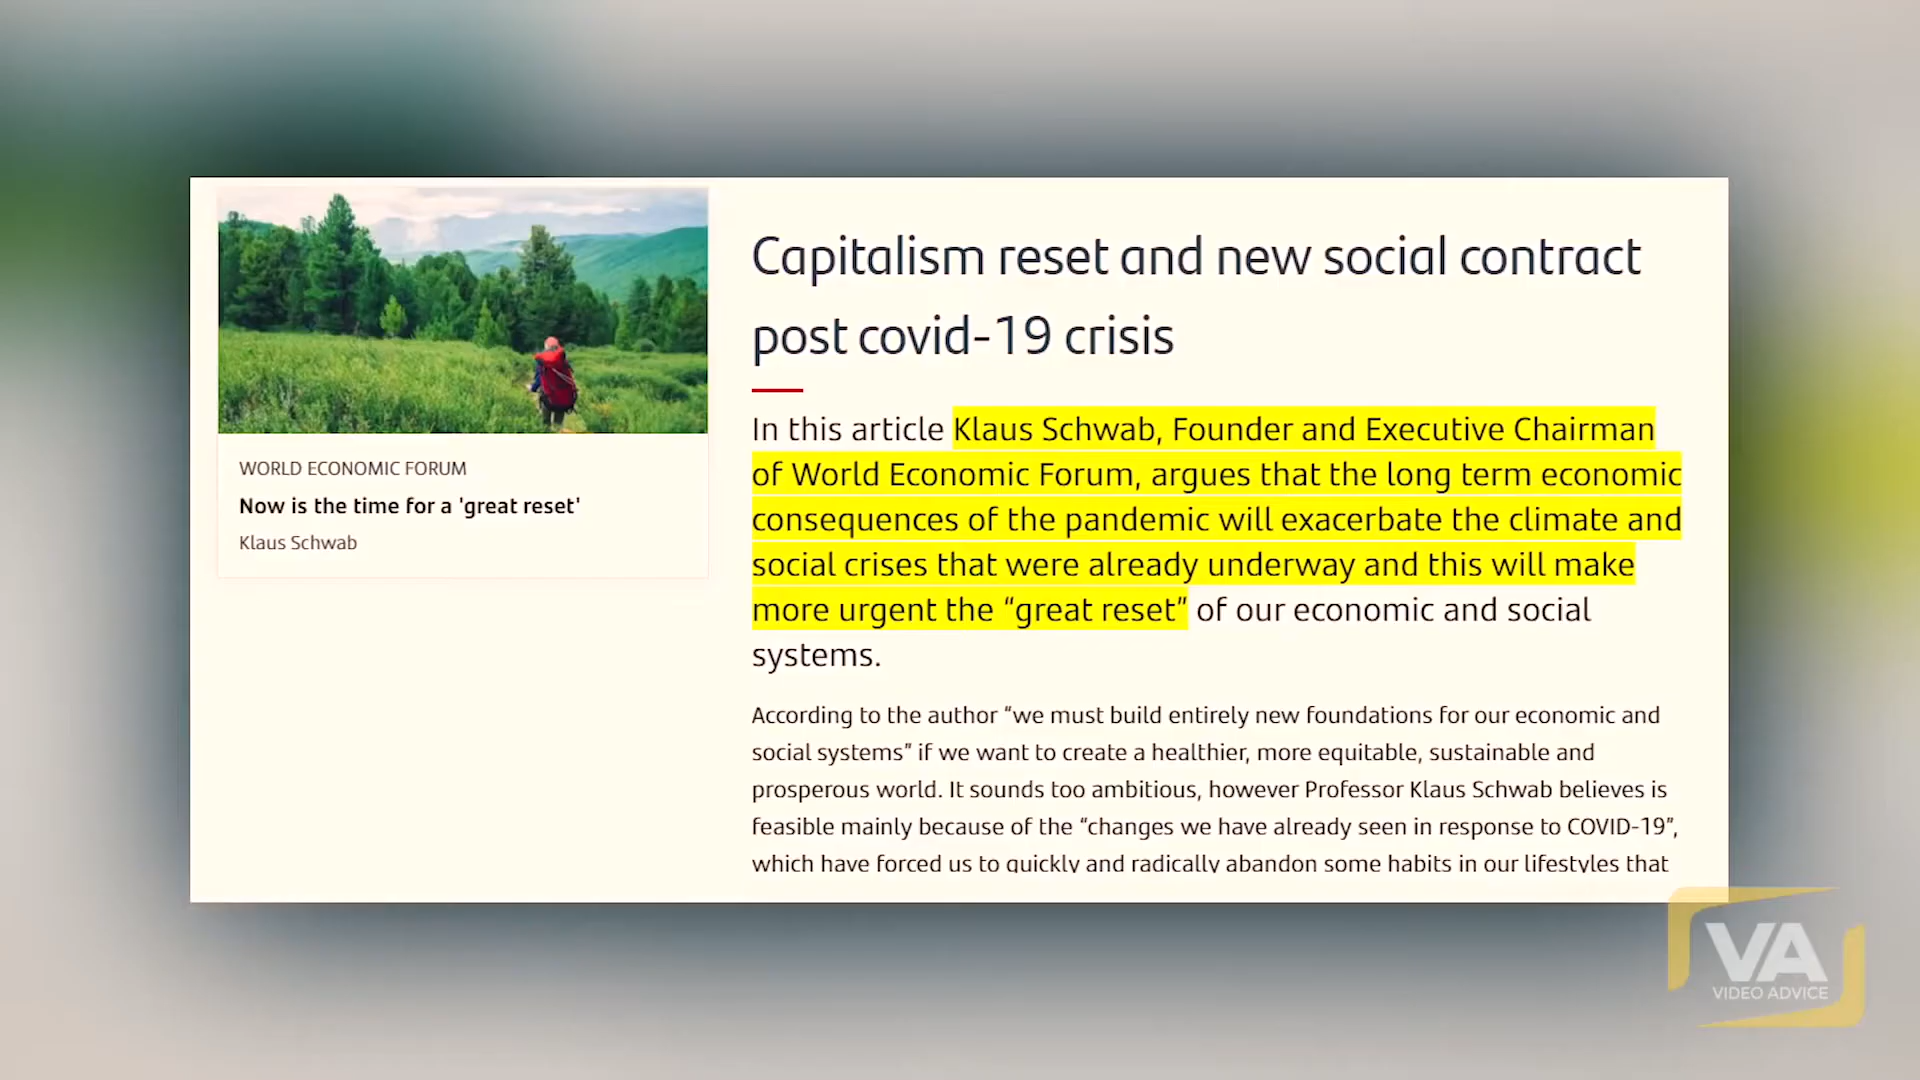 WORLD ECONOMIC FORUM
Now is the time for a 'great reset'
Klaus Schwab
Capitalism reset and new social contract
post covid-19 crisis
In this article Klaus Schwab, Founder and Executive Chairman
of World Economic Forum, argues that the long term economic
consequences of the pandemic will exacerbate the climate and
social crises that were already underway and this will make
more urgent the “great reset” of our economic and social
systems.
According to the author “we must build entirely new foundations for our economic and
social systems” if we want to create a healthier, more equitable, sustainable and
prosperous world. It sounds too ambitious, however Professor Klaus Schwab believes is
feasible mainly because of the “changes we have already seen in response to COVID-19”,
which have forced us to quickly and radically abandon some habits in our lifestyles that
VA
VIDEO ADVICE